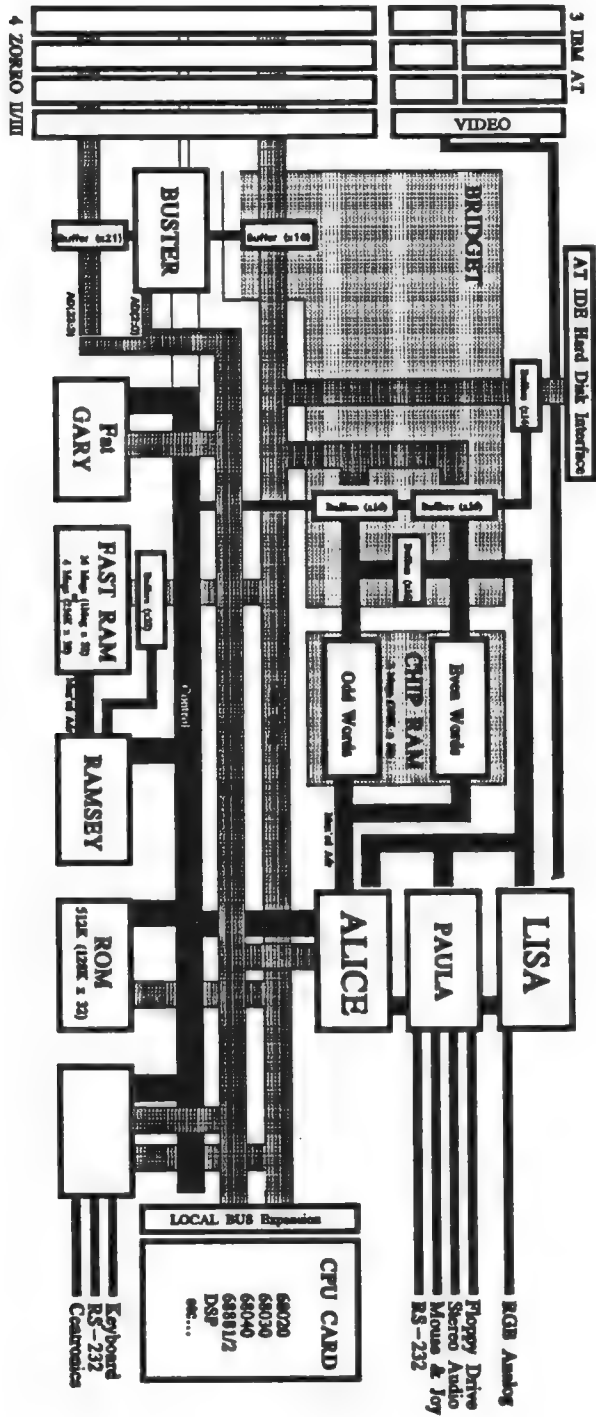 4 ZORRO II/III
3 IBM AT
VIDEO
AT IDE Hard Disk Interface
BUSTER
Buffer (x21)
BRIDGET
Fat
GARY
FAST RAM
RAMSEY
Control
ROM
512K (128K x 32)
CHIP RAM
Even Words
Odd Words
ALICE
PAULA
LISA
RGB Analog
Floppy Drive
Stereo Audio
Mouse & Joy
RS-232
LOCAL BUS Expansion
CPU CARD
68020
68030
68040
68881/2
DSP
etc...
Keyboard
RS-232
Centronics